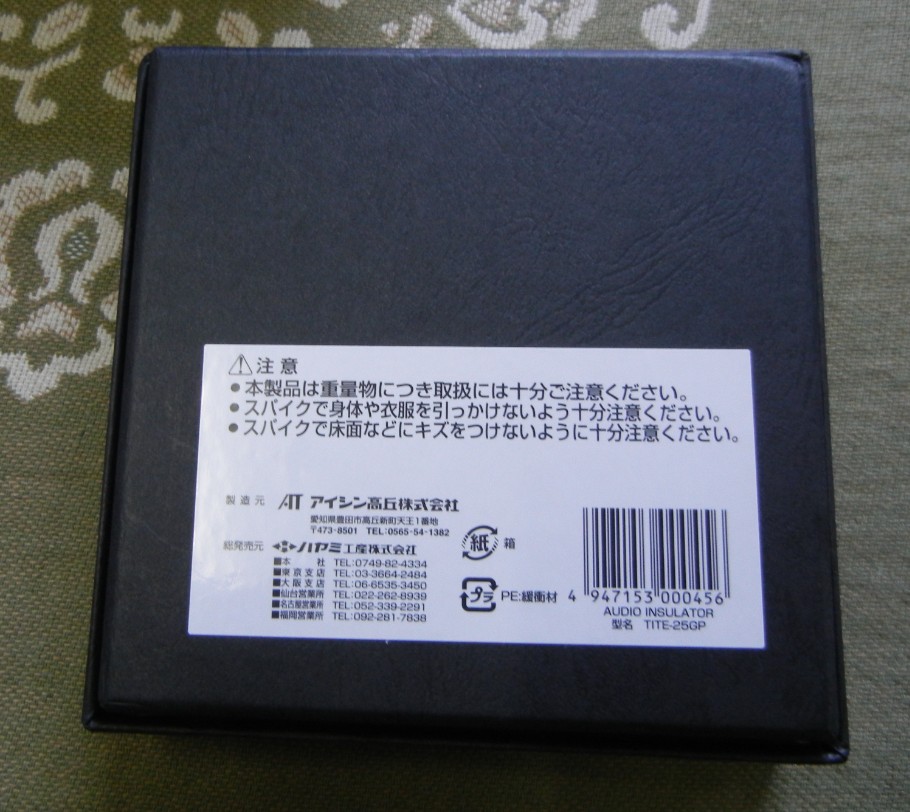 ⚠注意
●本製品は重量物につき取扱には十分ご注意ください。
●スパイクで身体や衣服を引っかけないよう十分注意ください。
●スパイクで床面などにキズをつけないように十分注意ください。
製造元 AT アイシン高丘株式会社
愛知県豊田市高丘新町天王1番地
〒473-8501 TEL:0565-54-1382
総発売元 ハヤミ工産株式会社
■本 社 TEL:0749-82-4334
■東京支店 TEL:03-3664-2484
■大阪支店 TEL:06-6535-3450
■仙台営業所 TEL:022-262-8939
■名古屋営業所 TEL:052-339-2291
■福岡営業所 TEL:092-281-7838
紙 箱
プラ PE:緩衝材
4 947153 000456
AUDIO INSULATOR
型名 TITE-25GP